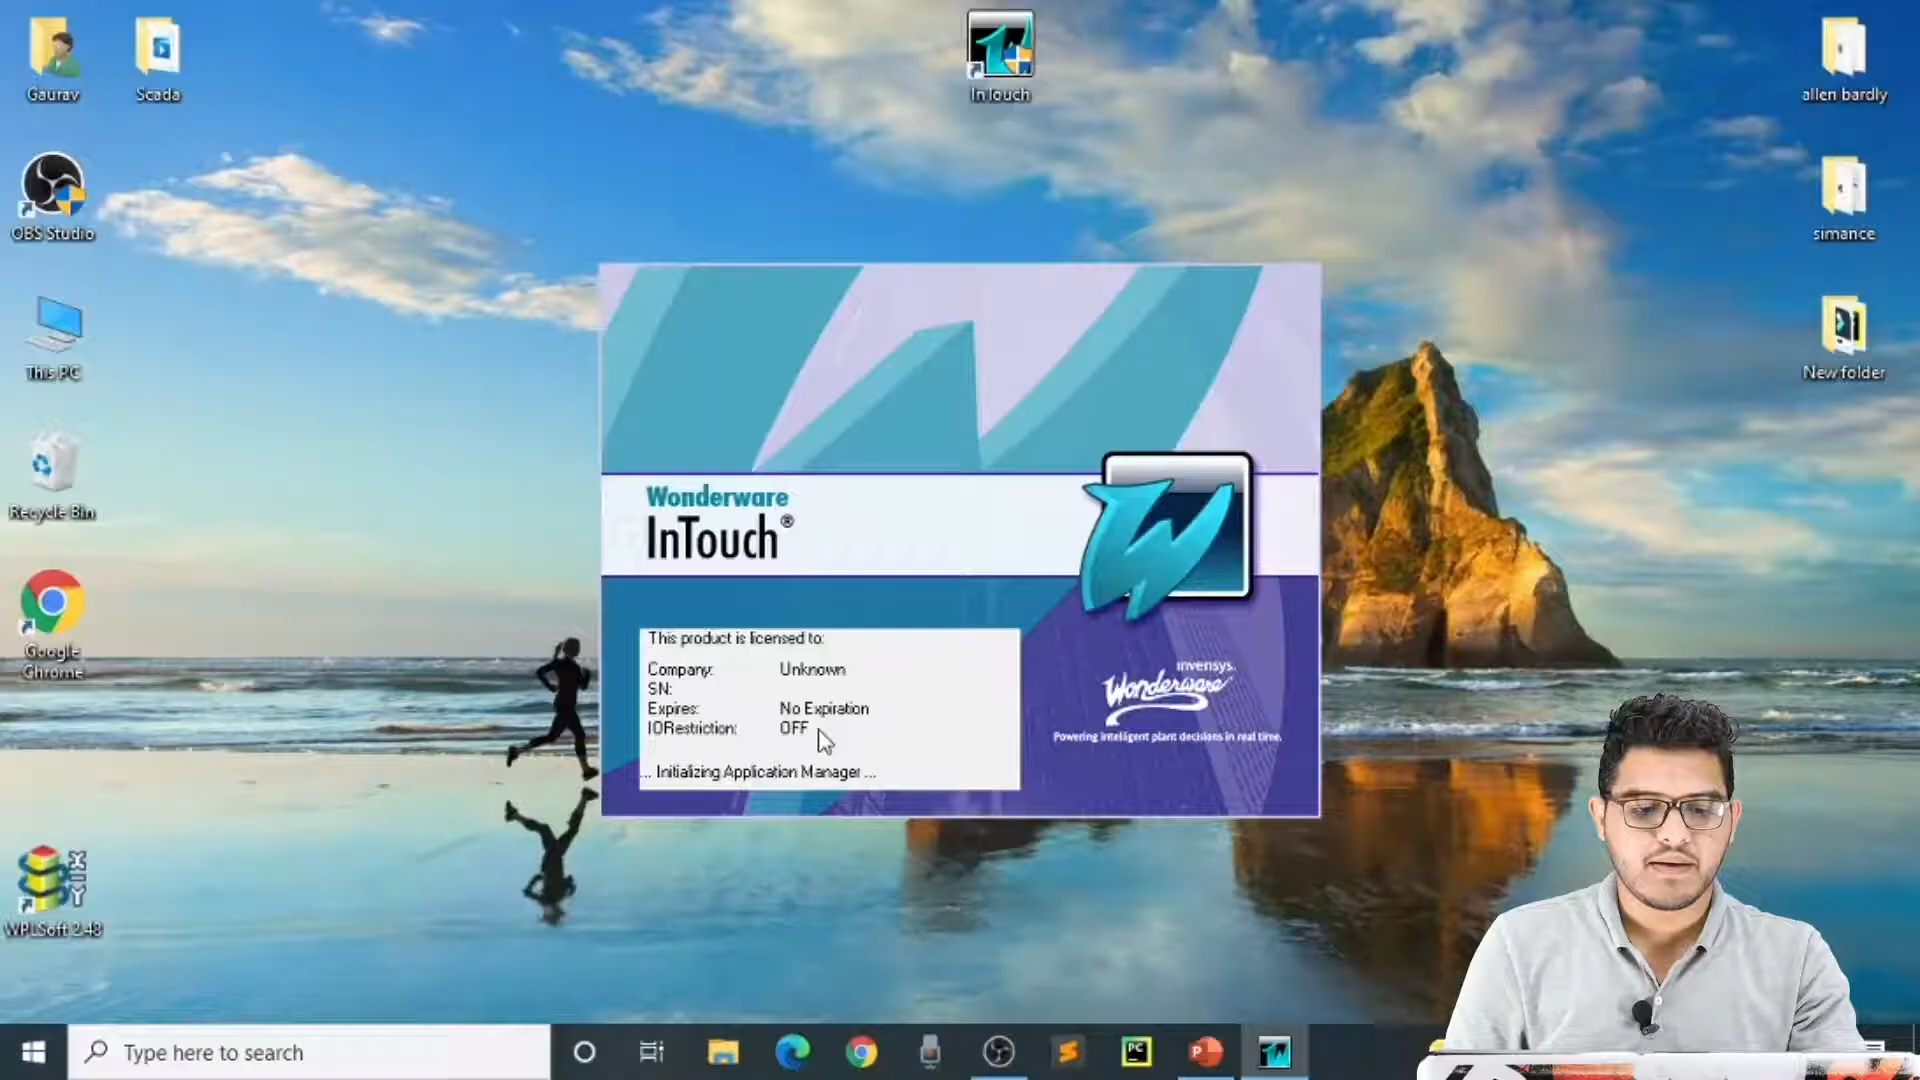 Gaurav
Scada
InTouch
allen bardly
OBS Studio
simance
This PC
New folder
Recycle Bin
Google
Chrome
WPLSoft 2.48
Wonderware
InTouch®
This product is licensed to:
Company: Unknown
SN:
Expires: No Expiration
IORestriction: OFF
... Initializing Application Manager ...
invensys.
Wonderware
Powering intelligent plant decisions in real time.
Type here to search
PC
P